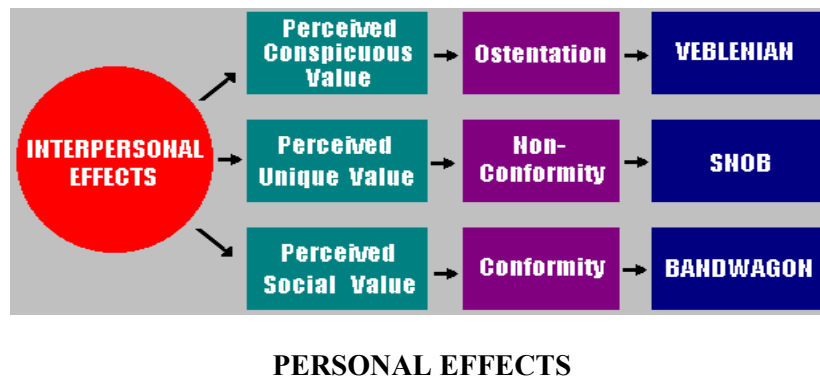 INTERPERSONAL
EFFECTS
Perceived
Conspicuous
Value
Ostentation
VEBLENIAN
Perceived
Unique Value
Non-
Conformity
SNOB
Perceived
Social Value
Conformity
BANDWAGON
PERSONAL EFFECTS